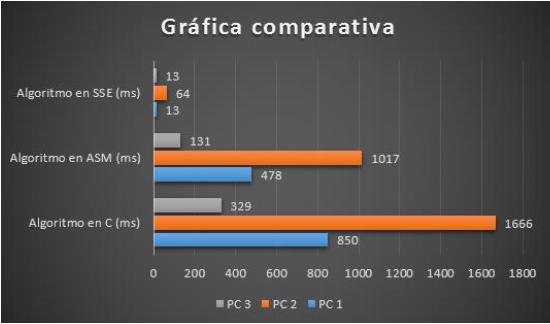 Gráfica comparativa
13
Algoritmo en SSE (ms)
64
13
131
Algoritmo en ASM (ms)
1017
478
329
Algoritmo en C (ms)
1666
850
0 200 400 600 800 1000 1200 1400 1600 1800
PC 3 PC 2 PC 1